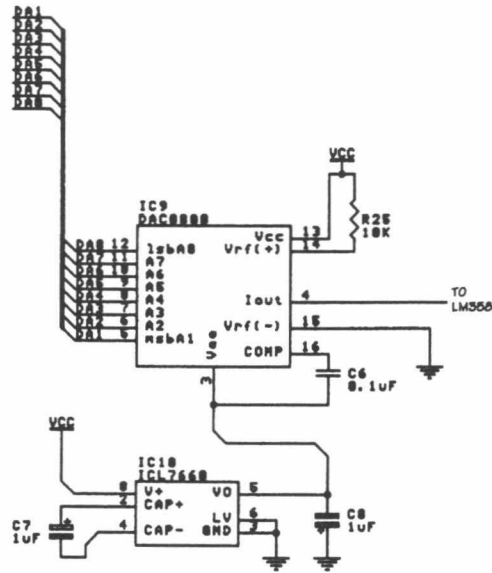 DA1
DA2
DA3
DA4
DA5
DA6
DA7
DA8
VCC
IC9
DAC0800
R25
10K
DA8 12 lsbA8
DA7 11 A7
DA6 10 A6
DA5 9 A5
DA4 8 A4
DA3 7 A3
DA2 6 A2
DA1 5 msbA1
Vcc 13
Vrf(+) 14
Iout 4
TO
LM358
Vrf(-) 15
COMP 16
Vee
3
C6
0.1uF
VCC
IC10
ICL7660
8 V+
2 CAP+
4 CAP-
VO 5
LV 6
GND 3
C7
1uF
C8
1uF